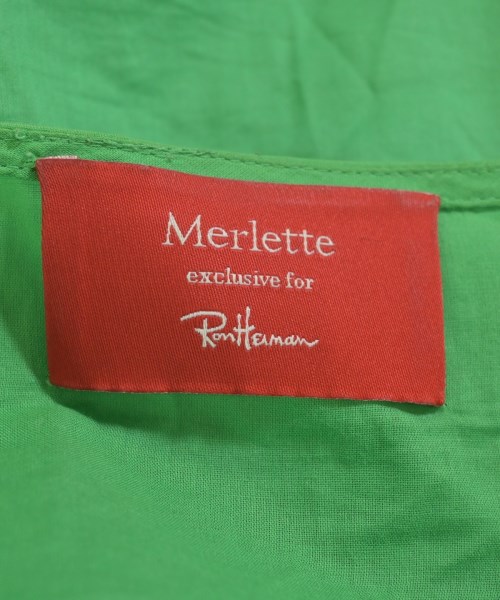 Merlette
exclusive for
Ron Herman